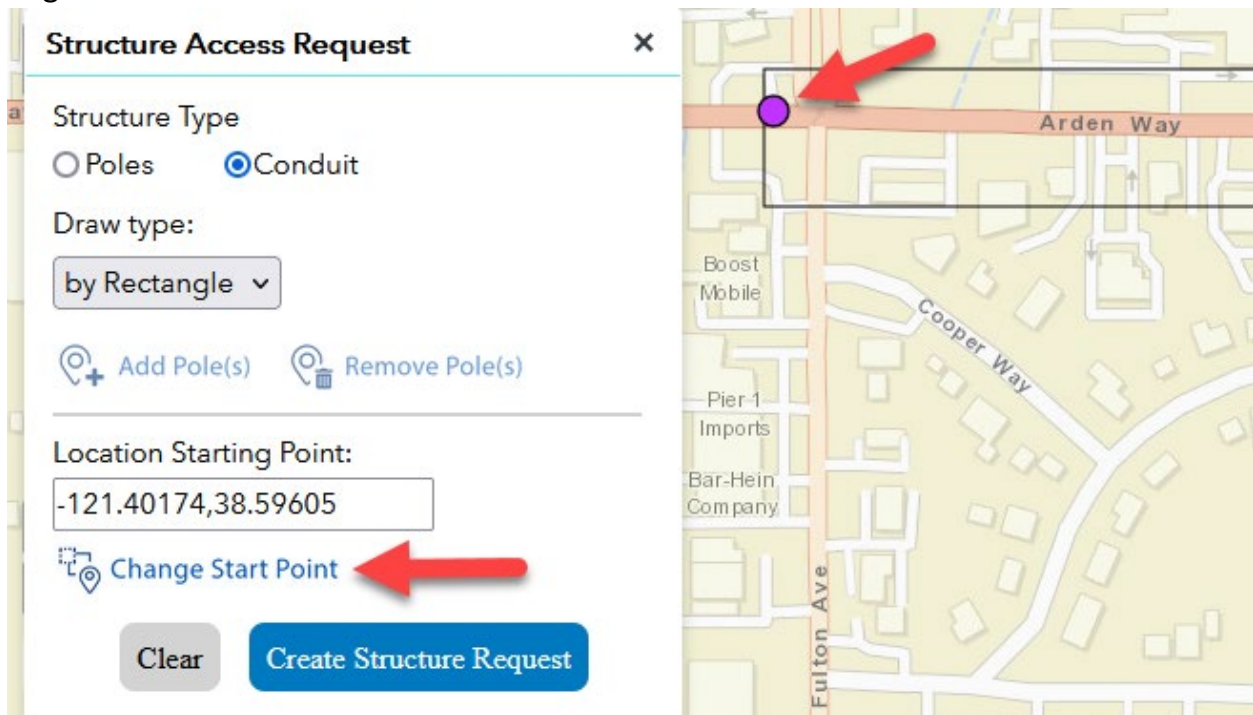 Structure Access Request
×
Structure Type
Poles
Conduit
Draw type:
by Rectangle
Add Pole(s)
Remove Pole(s)
Location Starting Point:
-121.40174,38.59605
Change Start Point
Clear
Create Structure Request
Arden Way
Boost
Mobile
Cooper Way
Pier 1
Imports
Bar-Hein
Company
Fulton Ave